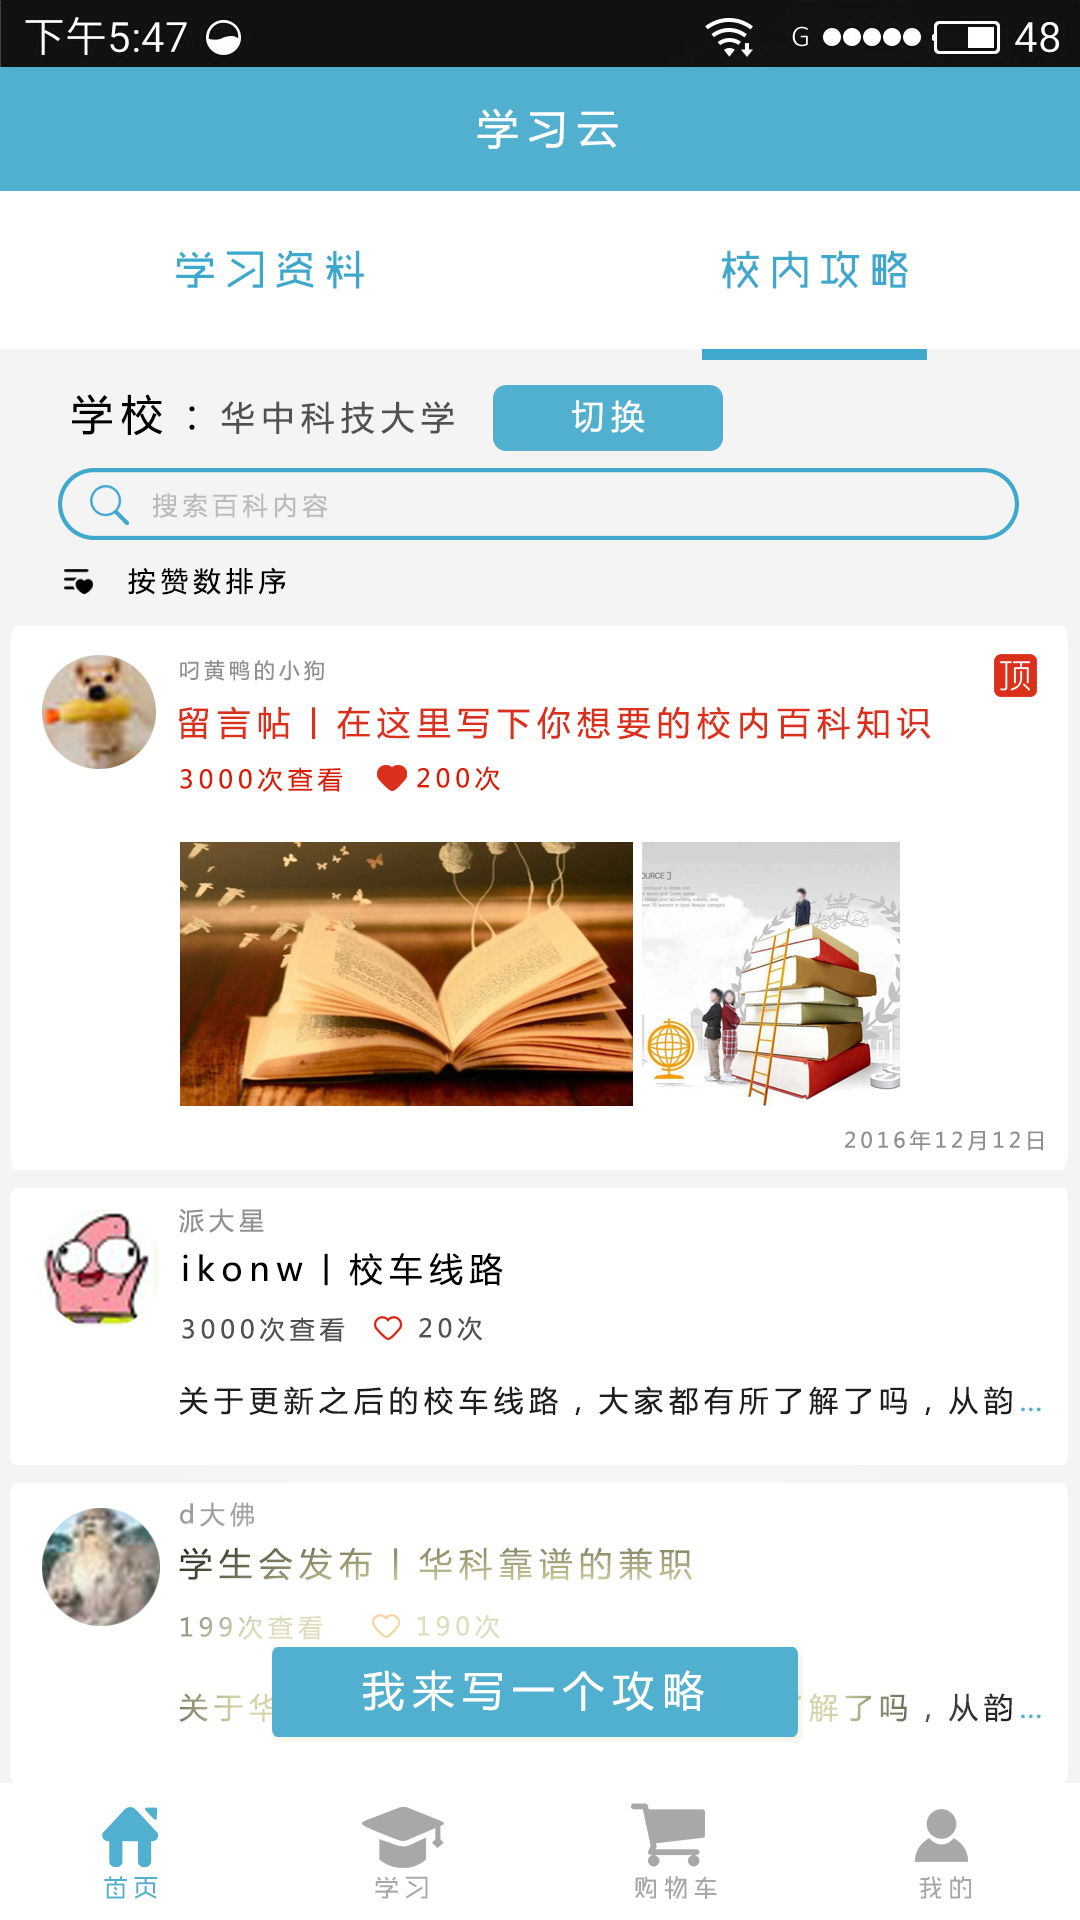 下午5:47 G 48
学习云
学习资料 校内攻略
学校：华中科技大学 切换
搜索百科内容
按赞数排序
叼黄鸭的小狗 顶
留言帖丨在这里写下你想要的校内百科知识
3000次查看 200次
2016年12月12日
派大星
ikonw丨校车线路
3000次查看 20次
关于更新之后的校车线路，大家都有所了解了吗，从韵...
d大佛
学生会发布丨华科靠谱的兼职
199次查看 190次
关于华 解了吗，从韵...
我来写一个攻略
首页 学习 购物车 我的